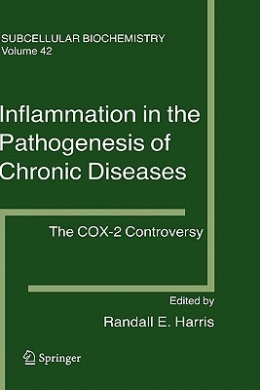 SUBCELLULAR BIOCHEMISTRY
Volume 42
Inflammation in the
Pathogenesis of
Chronic Diseases
The COX-2 Controversy
Edited by
Randall E. Harris
Springer